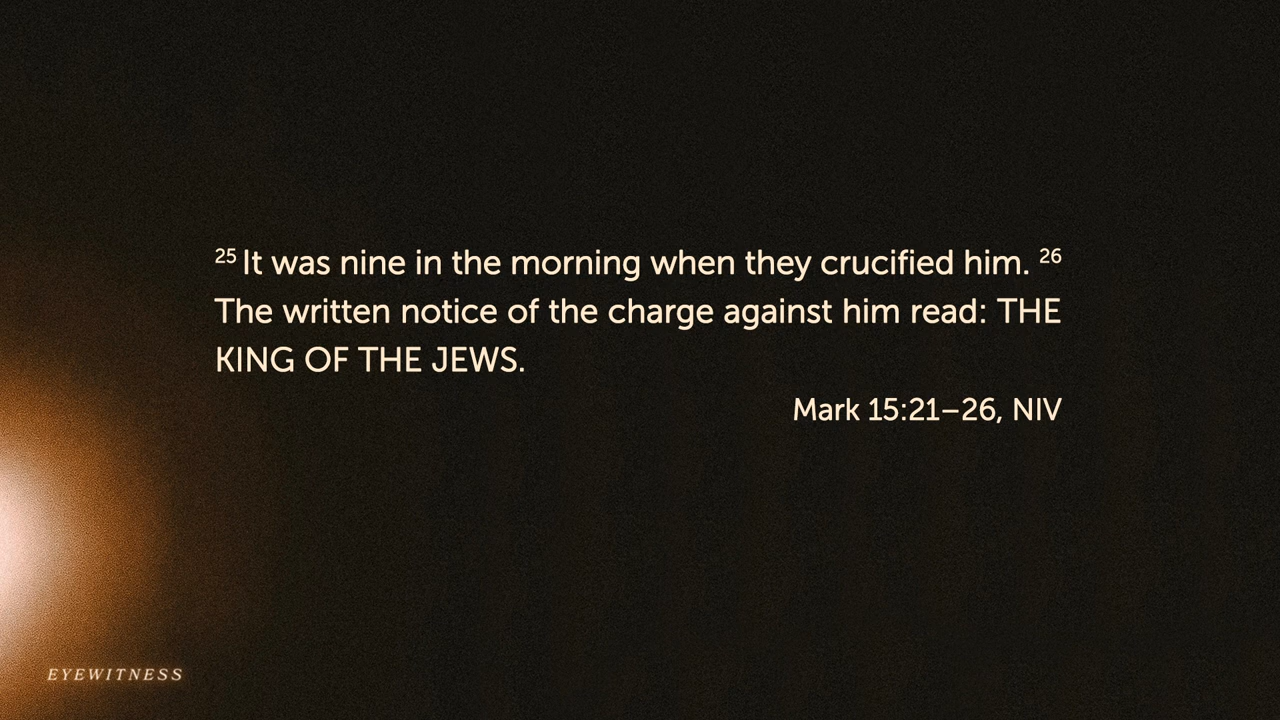 25 It was nine in the morning when they crucified him. 26
The written notice of the charge against him read: THE
KING OF THE JEWS.
Mark 15:21–26, NIV
EYEWITNESS